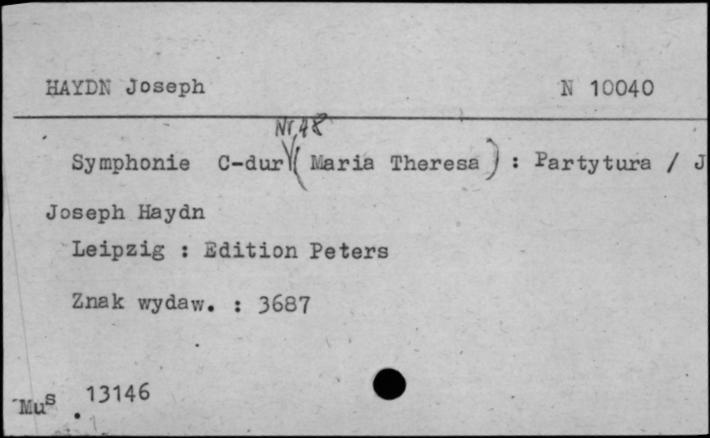 HAYDN Joseph N 10040
Nr 48
Symphonie C-dur (Maria Theresa) : Partytura / J
Joseph Haydn
Leipzig : Edition Peters
Znak wydaw. : 3687
Mus. 13146